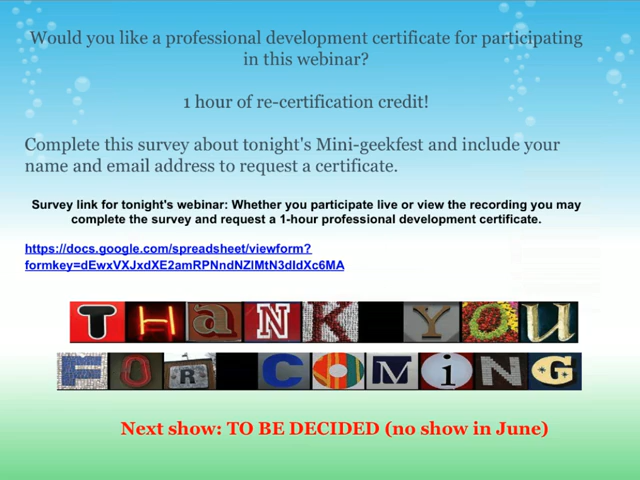 Would you like a professional development certificate for participating
in this webinar?
1 hour of re-certification credit!
Complete this survey about tonight's Mini-geekfest and include your
name and email address to request a certificate.
Survey link for tonight's webinar: Whether you participate live or view the recording you may
complete the survey and request a 1-hour professional development certificate.
https://docs.google.com/spreadsheet/viewform?
formkey=dEwxVXJxdXE2amRPNndNZlMtN3dIdXc6MA
THaNK YOU
FOR COMiNG
Next show: TO BE DECIDED (no show in June)